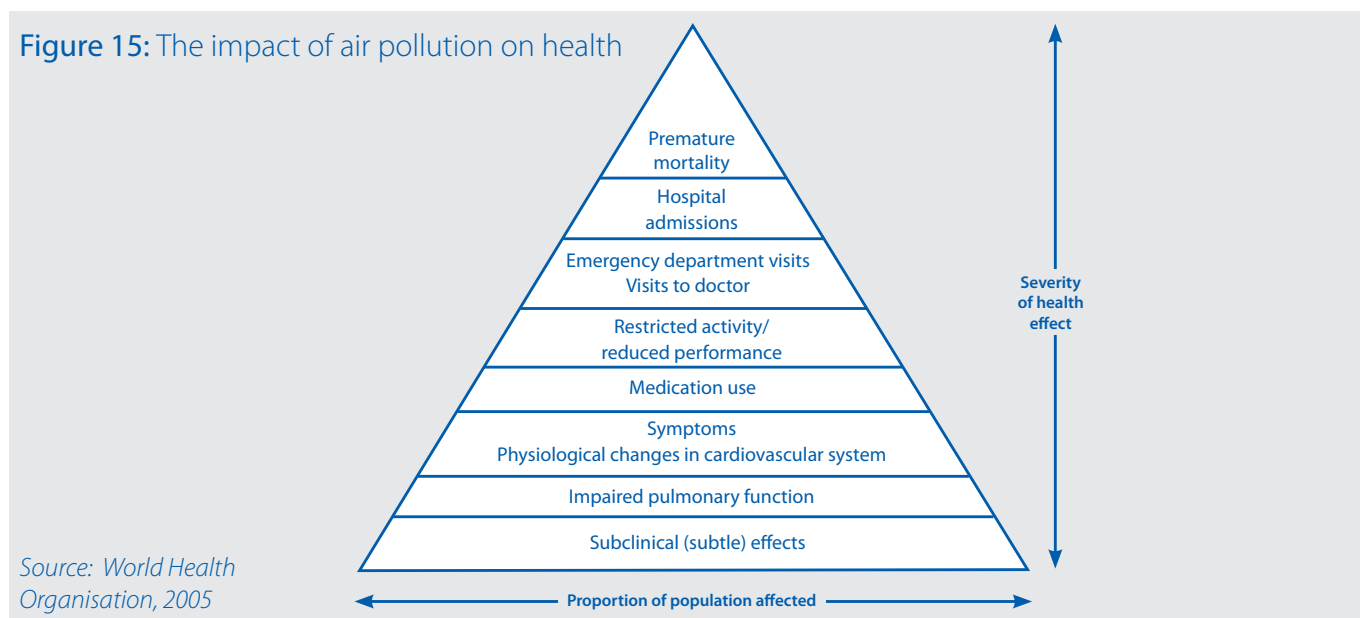 Figure 15: The impact of air pollution on health
Premature
mortality
Hospital
admissions
Emergency department visits
Visits to doctor
Restricted activity/
reduced performance
Medication use
Symptoms
Physiological changes in cardiovascular system
Impaired pulmonary function
Subclinical (subtle) effects
Severity
of health
effect
Proportion of population affected
Source: World Health
Organisation, 2005